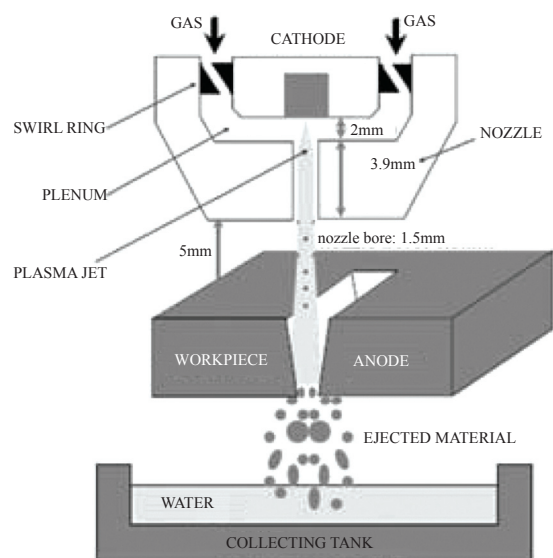 GAS
GAS
CATHODE
SWIRL RING
2mm
NOZZLE
3.9mm
PLENUM
nozzle bore: 1.5mm
5mm
PLASMA JET
WORKPIECE
ANODE
EJECTED MATERIAL
WATER
COLLECTING TANK